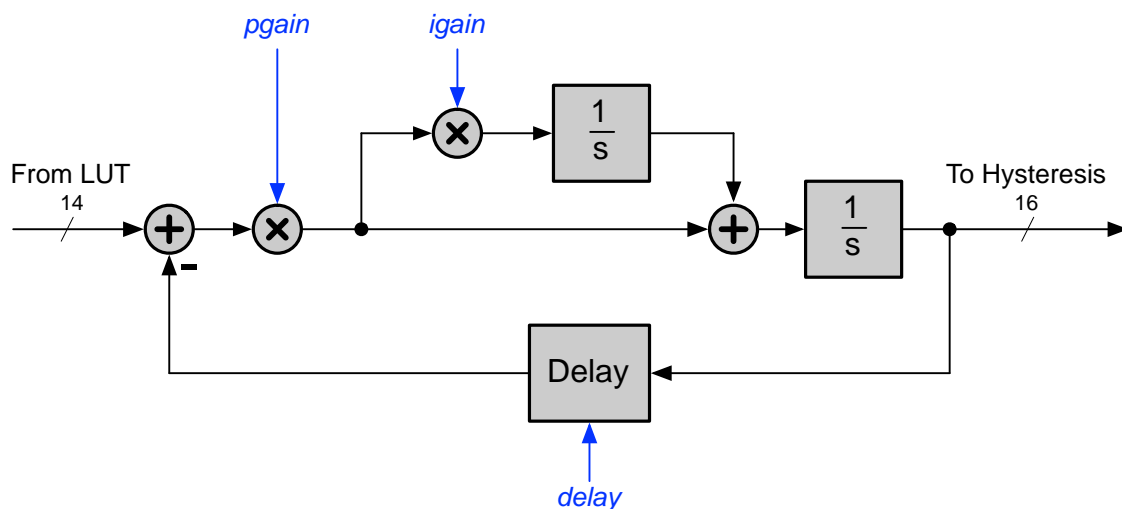 pgain
igain
1
s
From LUT
14
1
s
To Hysteresis
16
Delay
delay